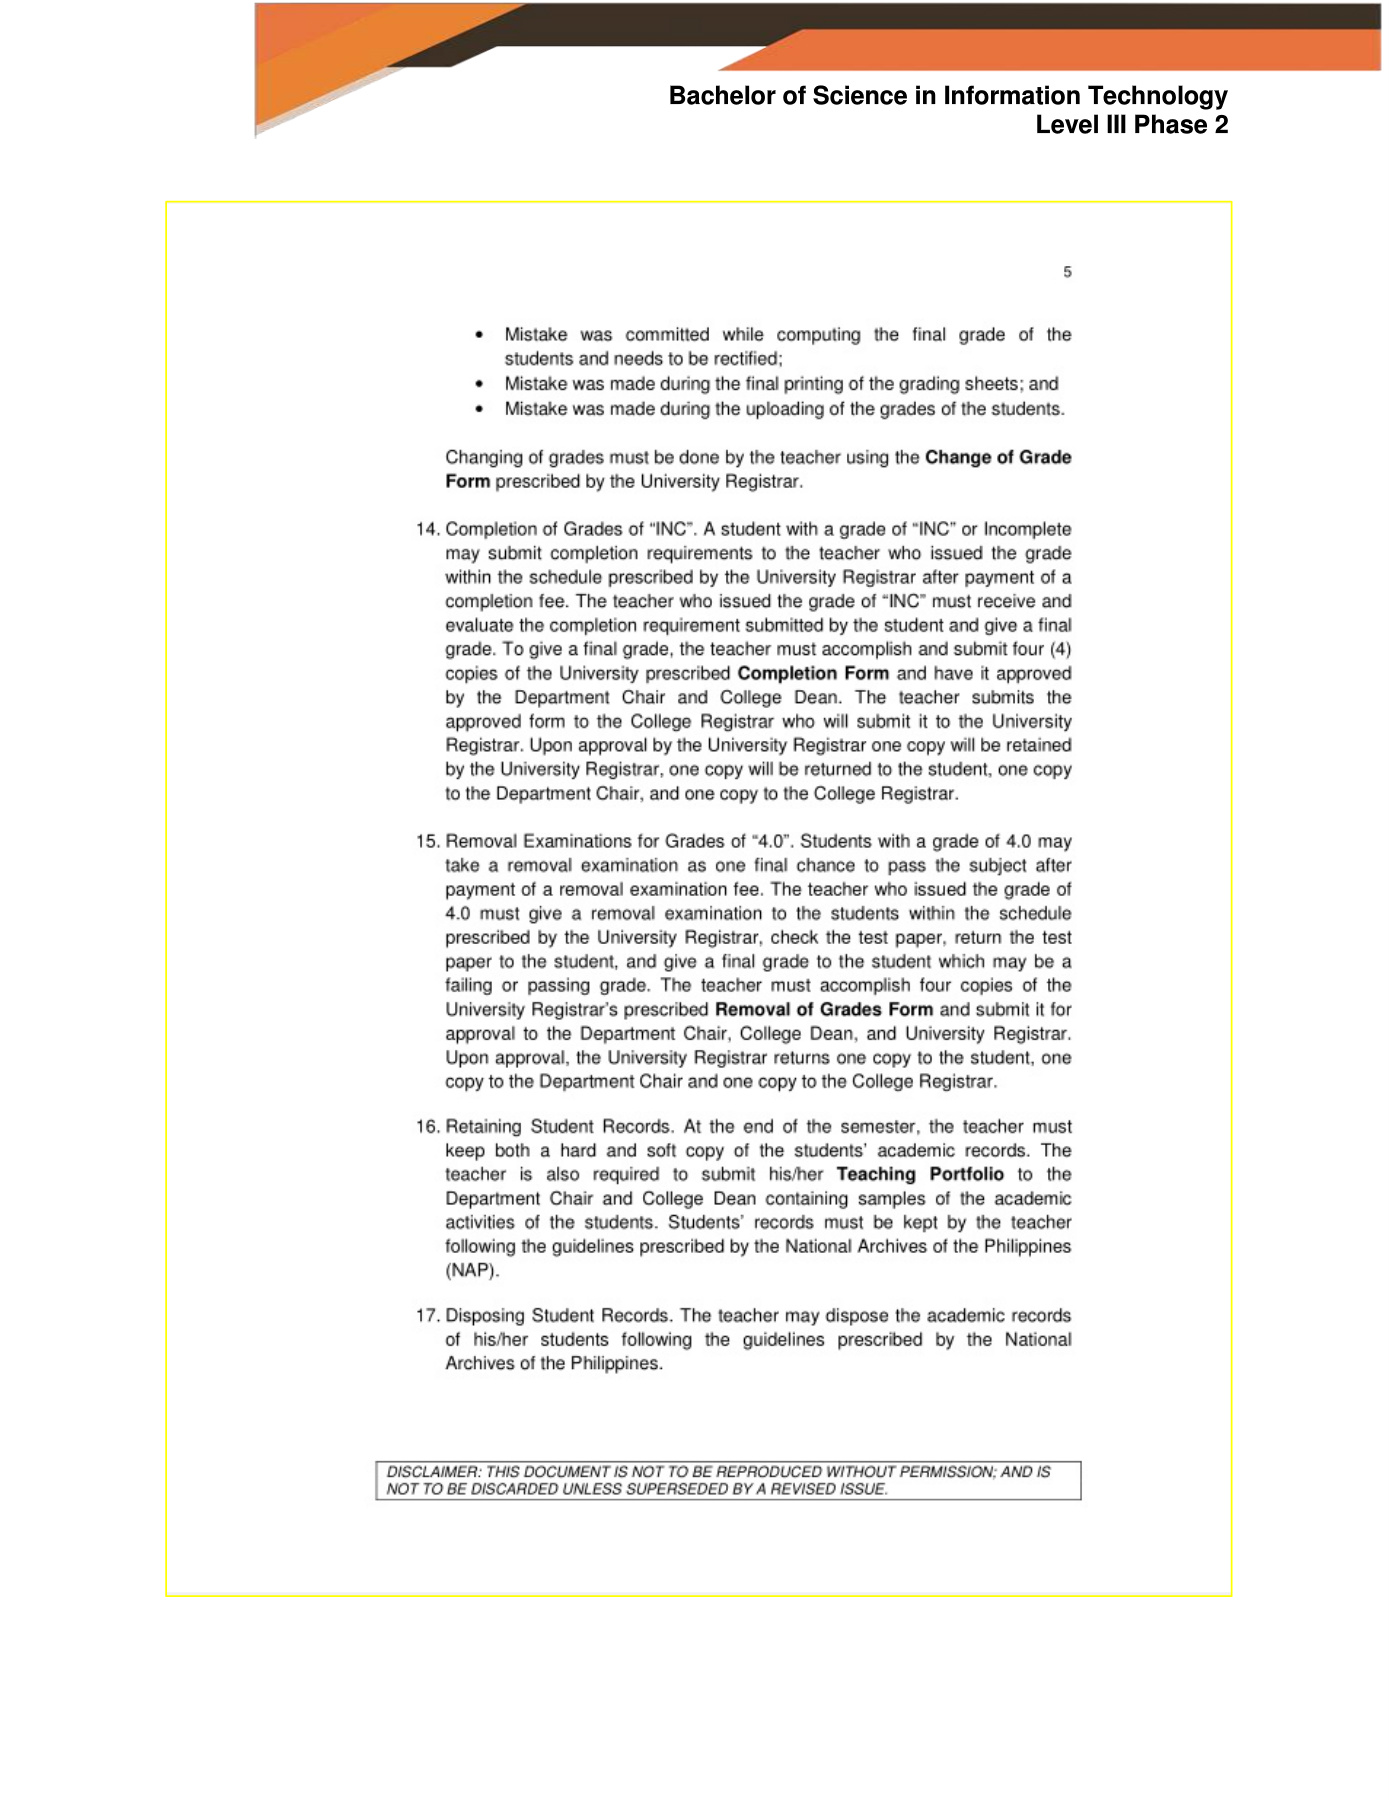 Bachelor of Science in Information Technology
Level III Phase 2
5
• Mistake was committed while computing the final grade of the
students and needs to be rectified;
• Mistake was made during the final printing of the grading sheets; and
• Mistake was made during the uploading of the grades of the students.
Changing of grades must be done by the teacher using the Change of Grade
Form prescribed by the University Registrar.
14. Completion of Grades of “INC”. A student with a grade of “INC” or Incomplete
may submit completion requirements to the teacher who issued the grade
within the schedule prescribed by the University Registrar after payment of a
completion fee. The teacher who issued the grade of “INC” must receive and
evaluate the completion requirement submitted by the student and give a final
grade. To give a final grade, the teacher must accomplish and submit four (4)
copies of the University prescribed Completion Form and have it approved
by the Department Chair and College Dean. The teacher submits the
approved form to the College Registrar who will submit it to the University
Registrar. Upon approval by the University Registrar one copy will be retained
by the University Registrar, one copy will be returned to the student, one copy
to the Department Chair, and one copy to the College Registrar.
15. Removal Examinations for Grades of “4.0”. Students with a grade of 4.0 may
take a removal examination as one final chance to pass the subject after
payment of a removal examination fee. The teacher who issued the grade of
4.0 must give a removal examination to the students within the schedule
prescribed by the University Registrar, check the test paper, return the test
paper to the student, and give a final grade to the student which may be a
failing or passing grade. The teacher must accomplish four copies of the
University Registrar’s prescribed Removal of Grades Form and submit it for
approval to the Department Chair, College Dean, and University Registrar.
Upon approval, the University Registrar returns one copy to the student, one
copy to the Department Chair and one copy to the College Registrar.
16. Retaining Student Records. At the end of the semester, the teacher must
keep both a hard and soft copy of the students’ academic records. The
teacher is also required to submit his/her Teaching Portfolio to the
Department Chair and College Dean containing samples of the academic
activities of the students. Students’ records must be kept by the teacher
following the guidelines prescribed by the National Archives of the Philippines
(NAP).
17. Disposing Student Records. The teacher may dispose the academic records
of his/her students following the guidelines prescribed by the National
Archives of the Philippines.
DISCLAIMER: THIS DOCUMENT IS NOT TO BE REPRODUCED WITHOUT PERMISSION; AND IS
NOT TO BE DISCARDED UNLESS SUPERSEDED BY A REVISED ISSUE.